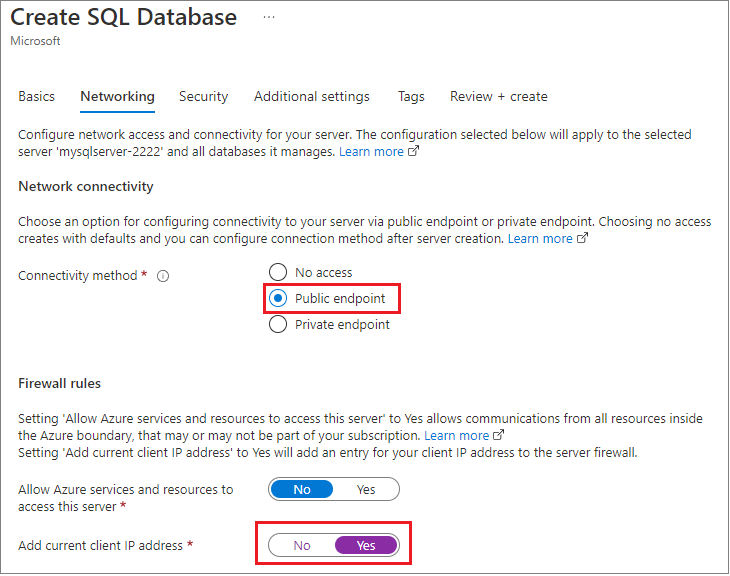 Create SQL Database ...
Microsoft
Basics Networking Security Additional settings Tags Review + create
Configure network access and connectivity for your server. The configuration selected below will apply to the selected
server 'mysqlserver-2222' and all databases it manages. Learn more
Network connectivity
Choose an option for configuring connectivity to your server via public endpoint or private endpoint. Choosing no access
creates with defaults and you can configure connection method after server creation. Learn more
Connectivity method *
No access
Public endpoint
Private endpoint
Firewall rules
Setting 'Allow Azure services and resources to access this server' to Yes allows communications from all resources inside
the Azure boundary, that may or may not be part of your subscription. Learn more
Setting 'Add current client IP address' to Yes will add an entry for your client IP address to the server firewall.
Allow Azure services and resources to
access this server *
No Yes
Add current client IP address *
No Yes